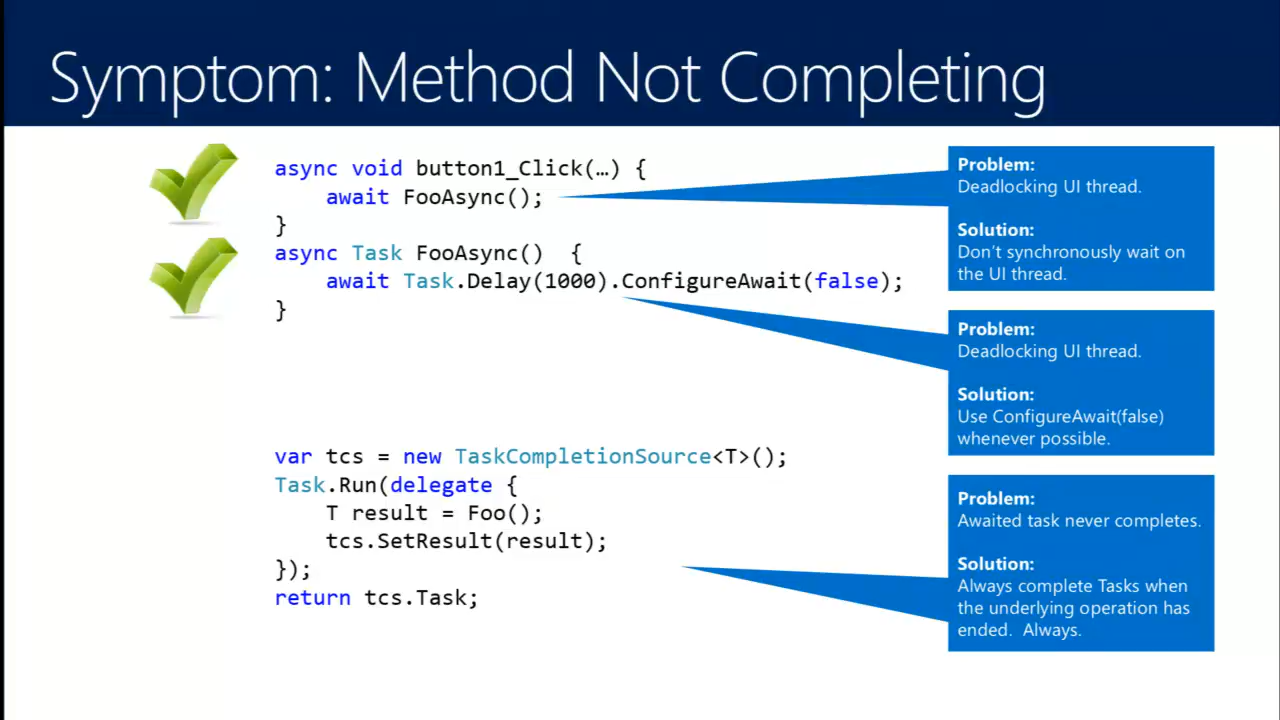 Symptom: Method Not Completing
async void button1_Click(…) {
    await FooAsync();
}
async Task FooAsync()  {
    await Task.Delay(1000).ConfigureAwait(false);
}
var tcs = new TaskCompletionSource<T>();
Task.Run(delegate {
    T result = Foo();
    tcs.SetResult(result);
});
return tcs.Task;
Problem:
Deadlocking UI thread.
Solution:
Don't synchronously wait on
the UI thread.
Problem:
Deadlocking UI thread.
Solution:
Use ConfigureAwait(false)
whenever possible.
Problem:
Awaited task never completes.
Solution:
Always complete Tasks when
the underlying operation has
ended.  Always.